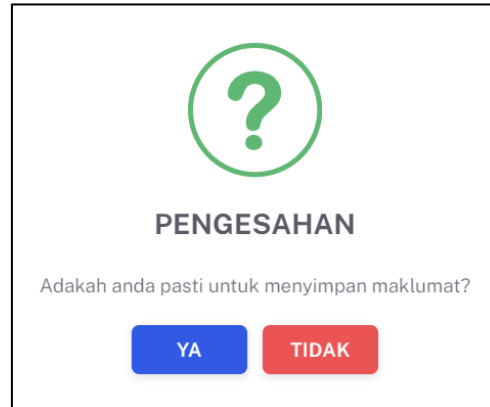 ?
PENGESAHAN
Adakah anda pasti untuk menyimpan maklumat?
YA
TIDAK